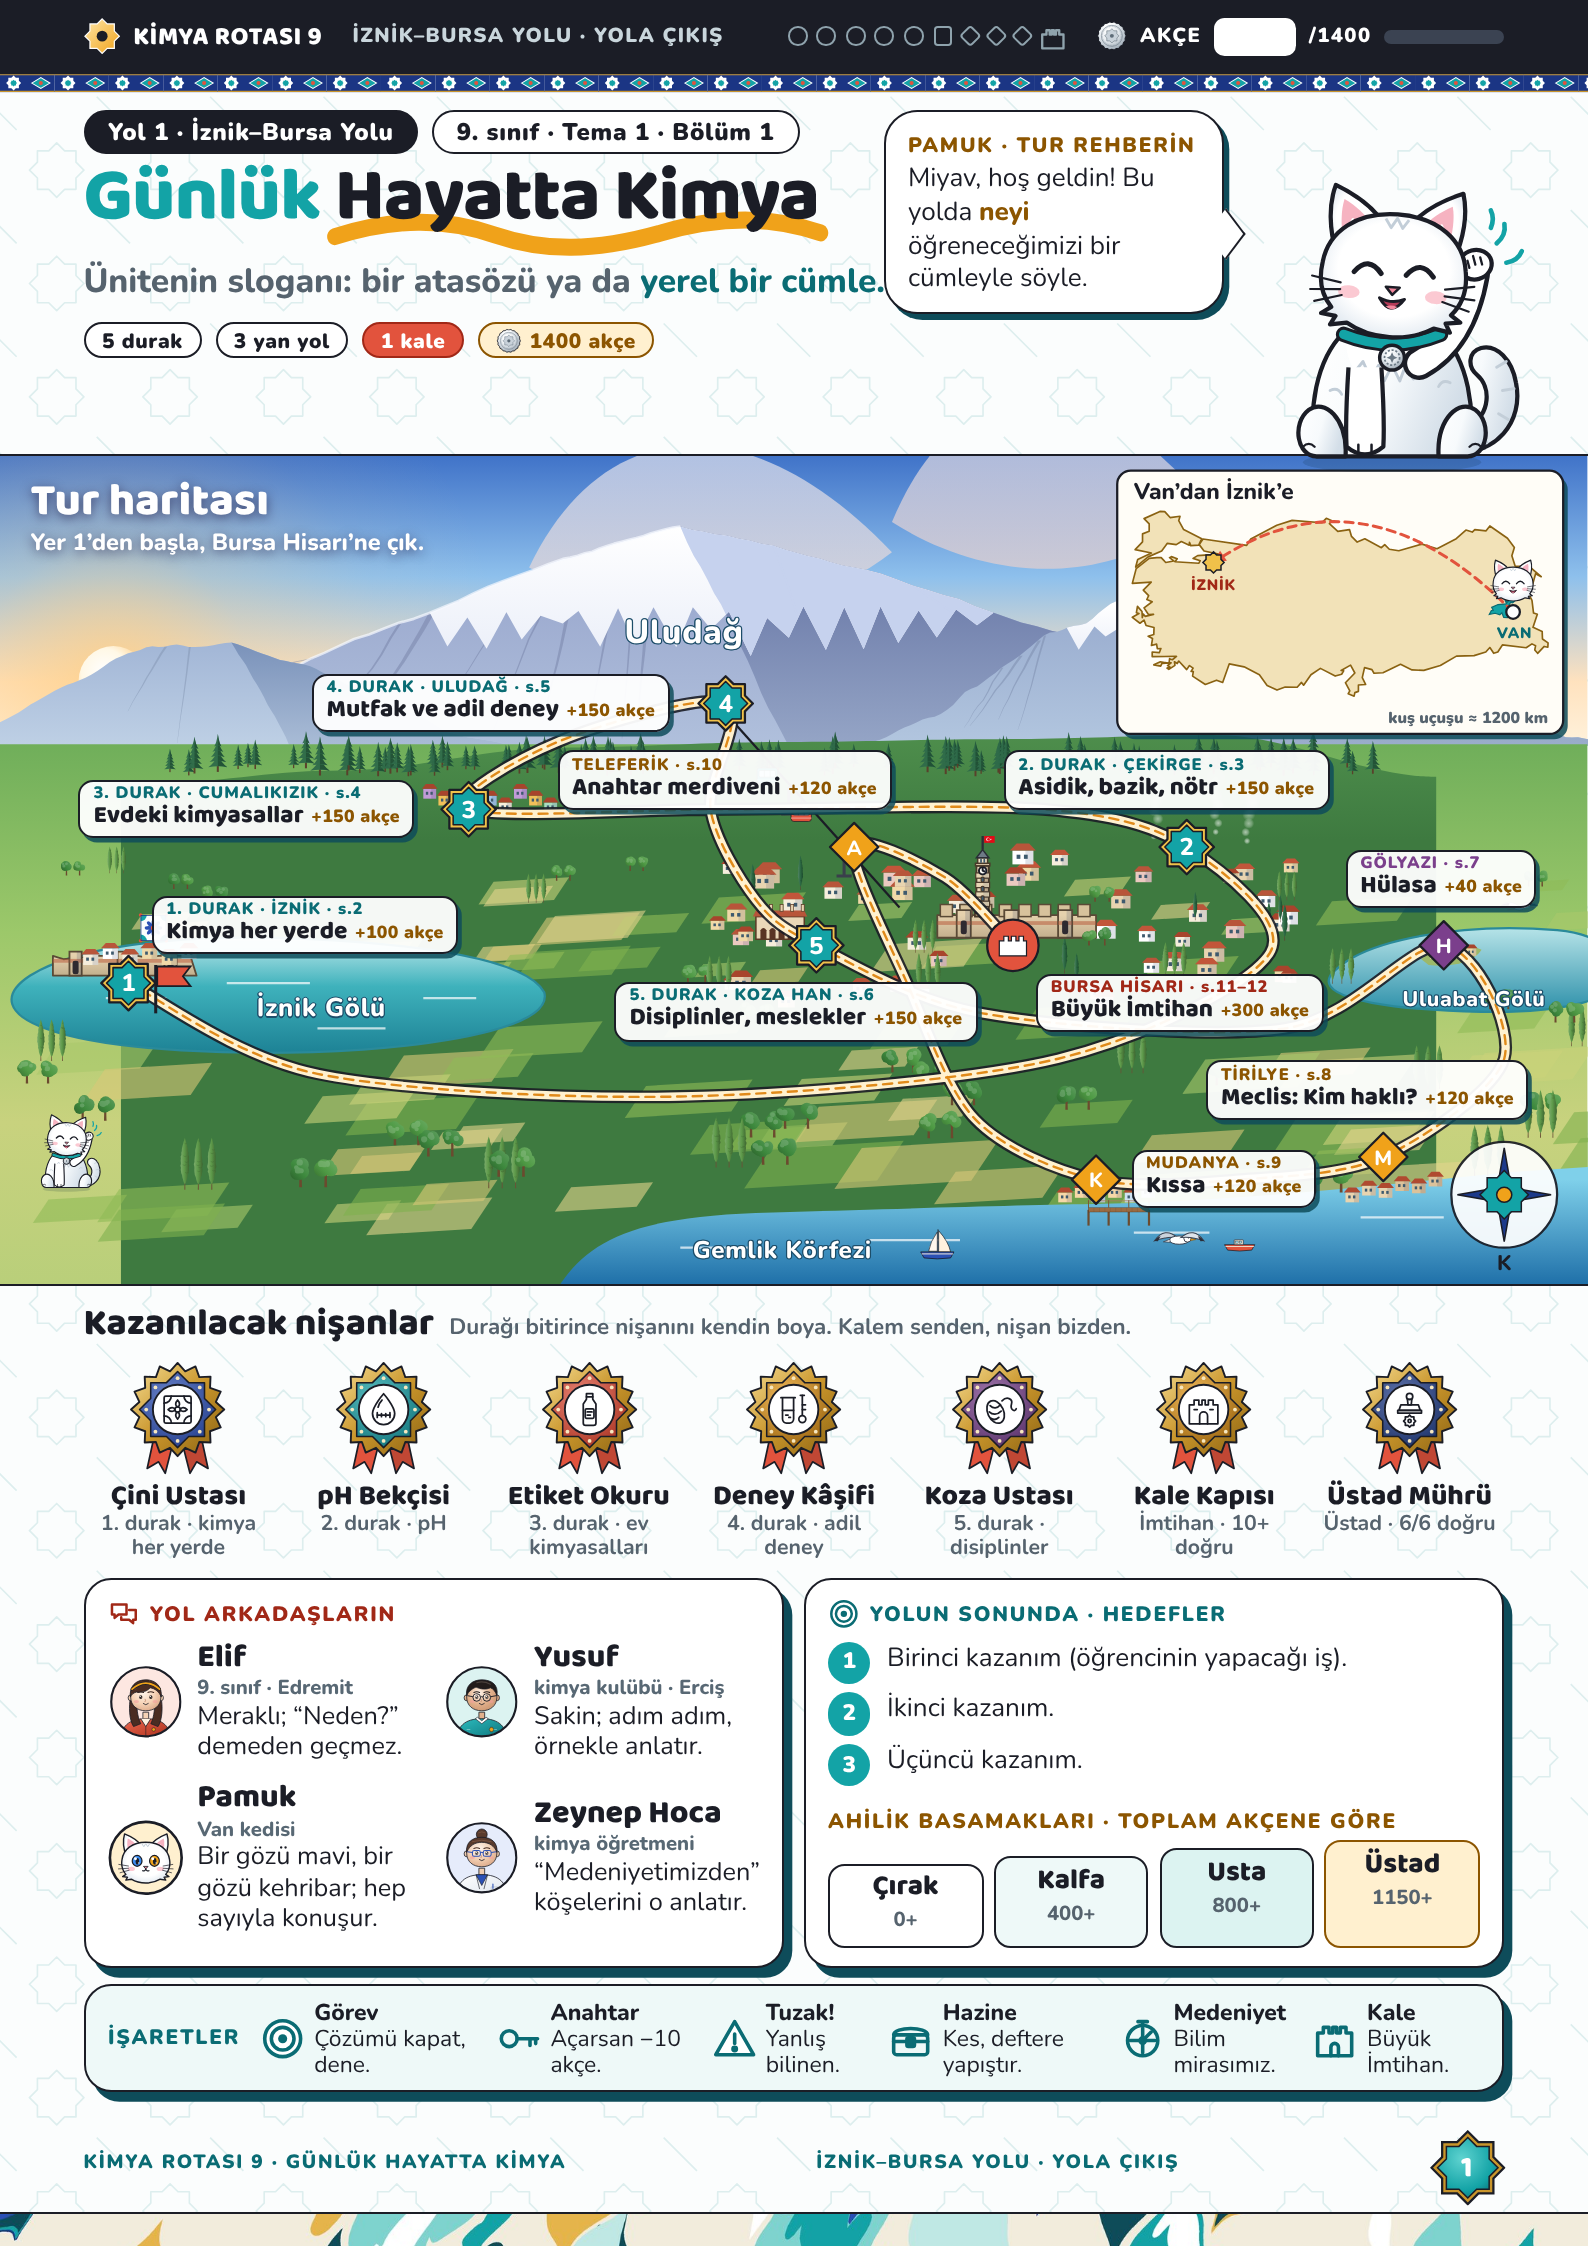 KİMYA ROTASI 9
İZNİK–BURSA YOLU · YOLA ÇIKIŞ
AKÇE
/1400
Yol 1 · İznik–Bursa Yolu
9. sınıf · Tema 1 · Bölüm 1
Günlük Hayatta Kimya
Ünitenin sloganı: bir atasözü ya da yerel bir cümle.
5 durak
3 yan yol
1 kale
1400 akçe
PAMUK · TUR REHBERİN
Miyav, hoş geldin! Bu
yolda neyi
öğreneceğimizi bir
cümleyle söyle.
Tur haritası
Yer 1’den başla, Bursa Hisarı’ne çık.
Van’dan İznik’e
İZNİK
VAN
kuş uçuşu ≈ 1200 km
Uludağ
4. DURAK · ULUDAĞ · s.5
Mutfak ve adil deney +150 akçe
4
TELEFERİK · s.10
Anahtar merdiveni +120 akçe
2. DURAK · ÇEKİRGE · s.3
Asidik, bazik, nötr +150 akçe
3. DURAK · CUMALIKIZIK · s.4
Evdeki kimyasallar +150 akçe
3
A
2
GÖLYAZI · s.7
Hülasa +40 akçe
1. DURAK · İZNİK · s.2
Kimya her yerde +100 akçe
5
H
1
İznik Gölü
5. DURAK · KOZA HAN · s.6
Disiplinler, meslekler +150 akçe
BURSA HİSARI · s.11–12
Büyük İmtihan +300 akçe
Uluabat Gölü
TİRİLYE · s.8
Meclis: Kim haklı? +120 akçe
M
K
MUDANYA · s.9
Kıssa +120 akçe
Gemlik Körfezi
K
Kazanılacak nişanlar
Durağı bitirince nişanını kendin boya. Kalem senden, nişan bizden.
Çini Ustası
1. durak · kimya
her yerde
pH Bekçisi
2. durak · pH
Etiket Okuru
3. durak · ev
kimyasalları
Deney Kâşifi
4. durak · adil
deney
Koza Ustası
5. durak ·
disiplinler
Kale Kapısı
İmtihan · 10+
doğru
Üstad Mührü
Üstad · 6/6 doğru
YOL ARKADAŞLARIN
Elif
9. sınıf · Edremit
Meraklı; “Neden?”
demeden geçmez.
Yusuf
kimya kulübü · Erciş
Sakin; adım adım,
örnekle anlatır.
Pamuk
Van kedisi
Bir gözü mavi, bir
gözü kehribar; hep
sayıyla konuşur.
Zeynep Hoca
kimya öğretmeni
“Medeniyetimizden”
köşelerini o anlatır.
YOLUN SONUNDA · HEDEFLER
1 Birinci kazanım (öğrencinin yapacağı iş).
2 İkinci kazanım.
3 Üçüncü kazanım.
AHİLİK BASAMAKLARI · TOPLAM AKÇENE GÖRE
Çırak
0+
Kalfa
400+
Usta
800+
Üstad
1150+
İŞARETLER
Görev
Çözümü kapat,
dene.
Anahtar
Açarsan −10
akçe.
Tuzak!
Yanlış
bilinen.
Hazine
Kes, deftere
yapıştır.
Medeniyet
Bilim
mirasımız.
Kale
Büyük
İmtihan.
KİMYA ROTASI 9 · GÜNLÜK HAYATTA KİMYA
İZNİK–BURSA YOLU · YOLA ÇIKIŞ
1